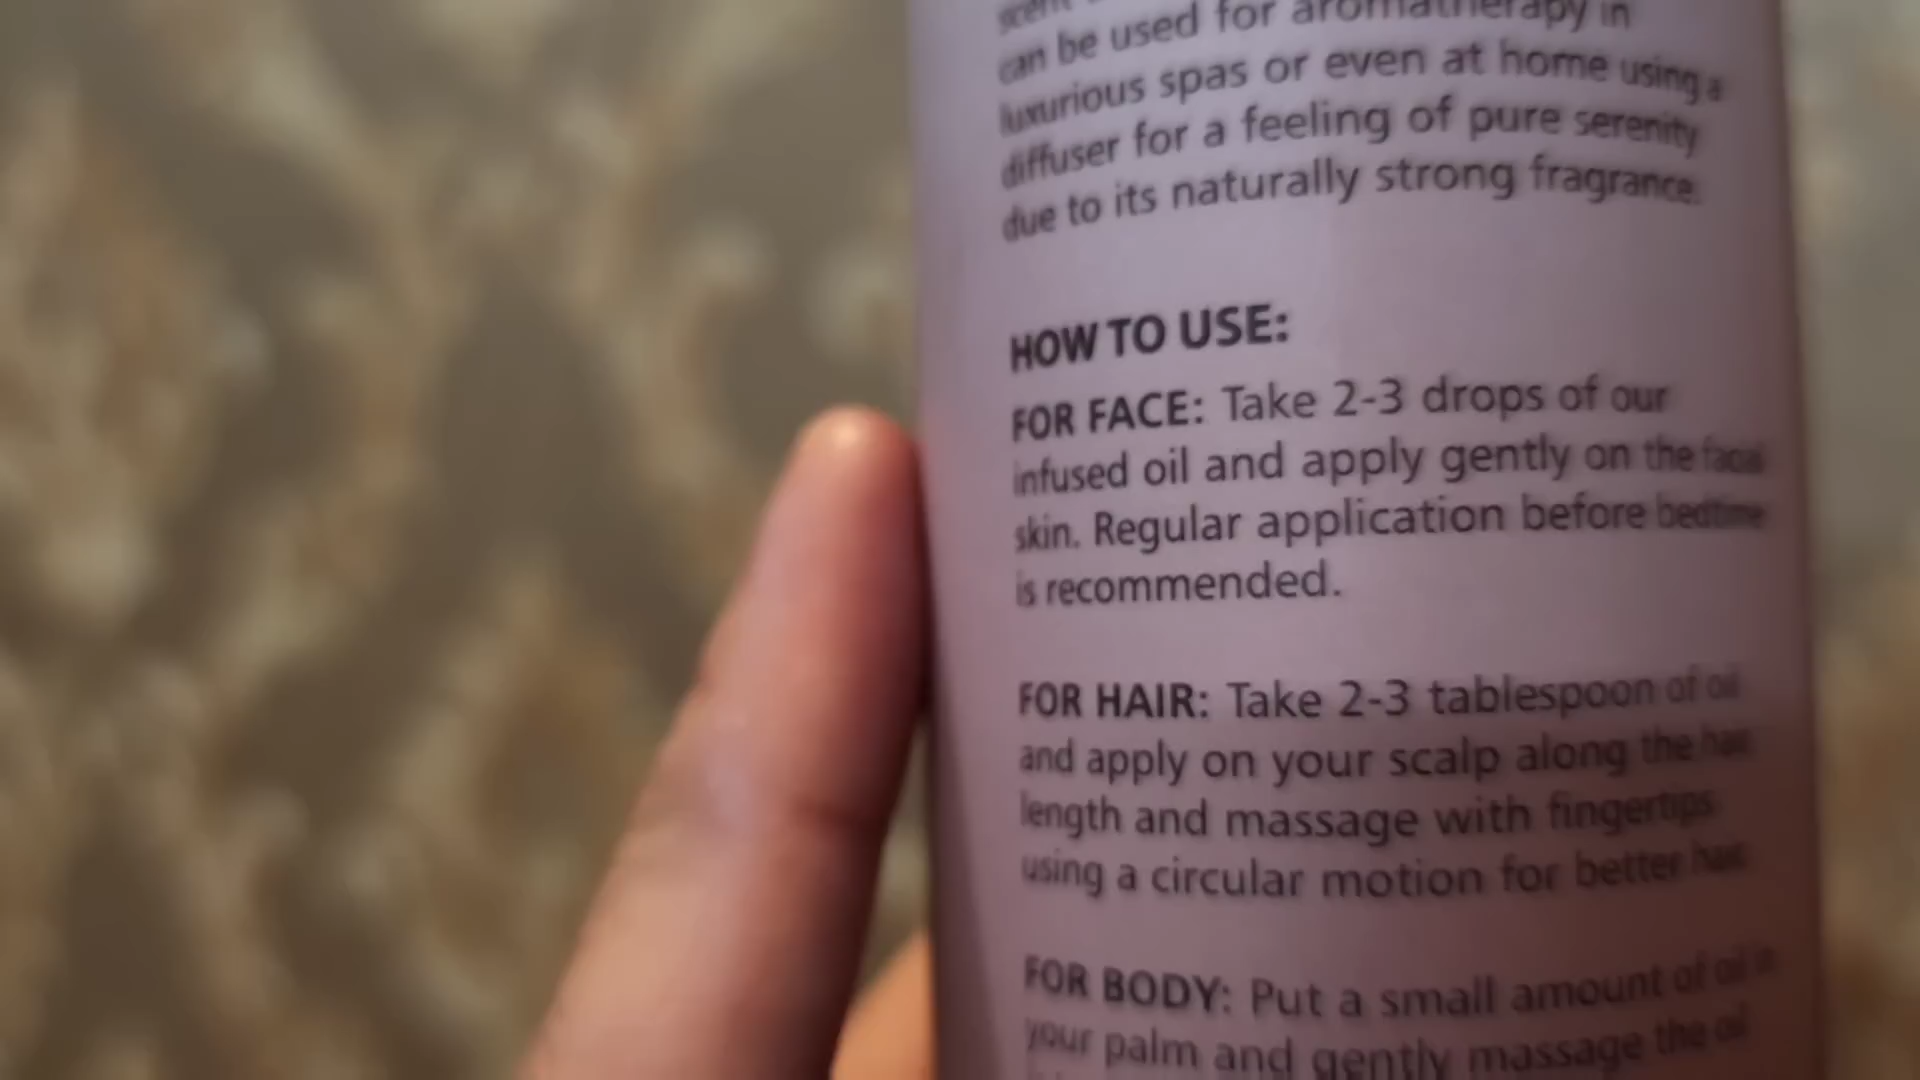 scent
can be used for aromatherapy in
luxurious spas or even at home using a
diffuser for a feeling of pure serenity
due to its naturally strong fragrance.
HOW TO USE:
FOR FACE: Take 2-3 drops of our
infused oil and apply gently on the facial
skin. Regular application before bedtime
is recommended.
FOR HAIR: Take 2-3 tablespoon of oil
and apply on your scalp along the hair
length and massage with fingertips
using a circular motion for better hair
FOR BODY: Put a small amount of oil
your palm and gently massage the oil